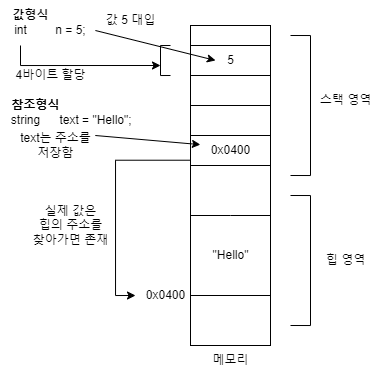 값형식
int n = 5;
값 5 대입
4바이트 할당
5
스택 영역
참조형식
string text = "Hello";
text는 주소를
저장함
0x0400
실제 값은
힙의 주소를
찾아가면 존재
"Hello"
힙 영역
0x0400
메모리